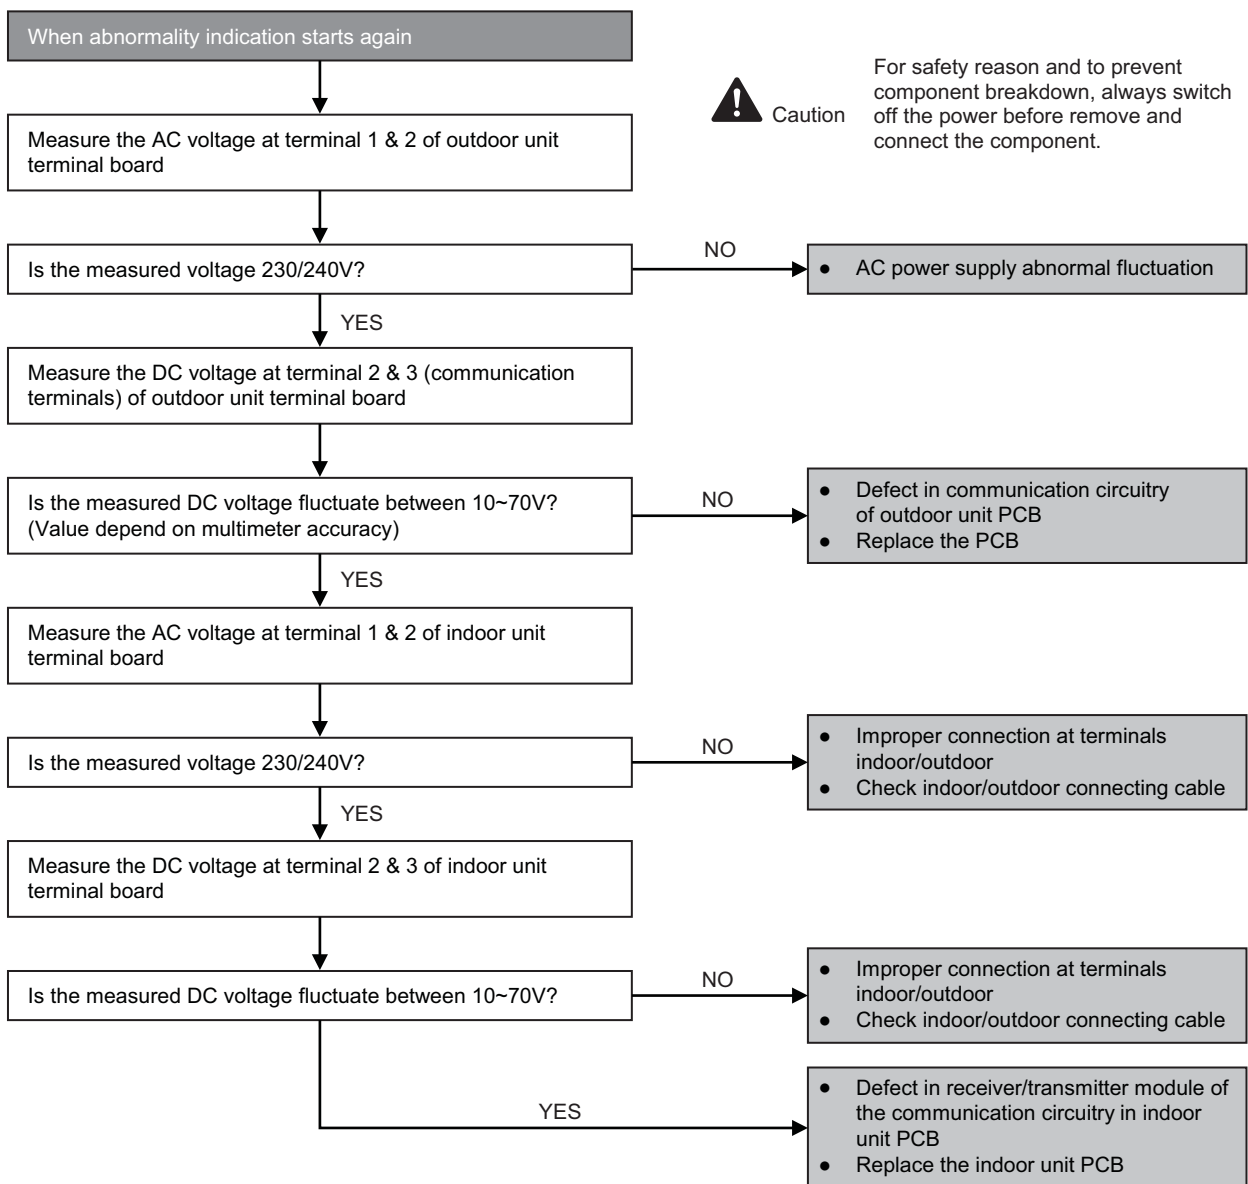 When abnormality indication starts again
Caution
For safety reason and to prevent
component breakdown, always switch
off the power before remove and
connect the component.
Measure the AC voltage at terminal 1 & 2 of outdoor unit
terminal board
Is the measured voltage 230/240V?
NO
● AC power supply abnormal fluctuation
YES
Measure the DC voltage at terminal 2 & 3 (communication
terminals) of outdoor unit terminal board
Is the measured DC voltage fluctuate between 10~70V?
(Value depend on multimeter accuracy)
NO
● Defect in communication circuitry
of outdoor unit PCB
● Replace the PCB
YES
Measure the AC voltage at terminal 1 & 2 of indoor unit
terminal board
Is the measured voltage 230/240V?
NO
● Improper connection at terminals
indoor/outdoor
● Check indoor/outdoor connecting cable
YES
Measure the DC voltage at terminal 2 & 3 of indoor unit
terminal board
Is the measured DC voltage fluctuate between 10~70V?
NO
● Improper connection at terminals
indoor/outdoor
● Check indoor/outdoor connecting cable
YES
● Defect in receiver/transmitter module of
the communication circuitry in indoor
unit PCB
● Replace the indoor unit PCB